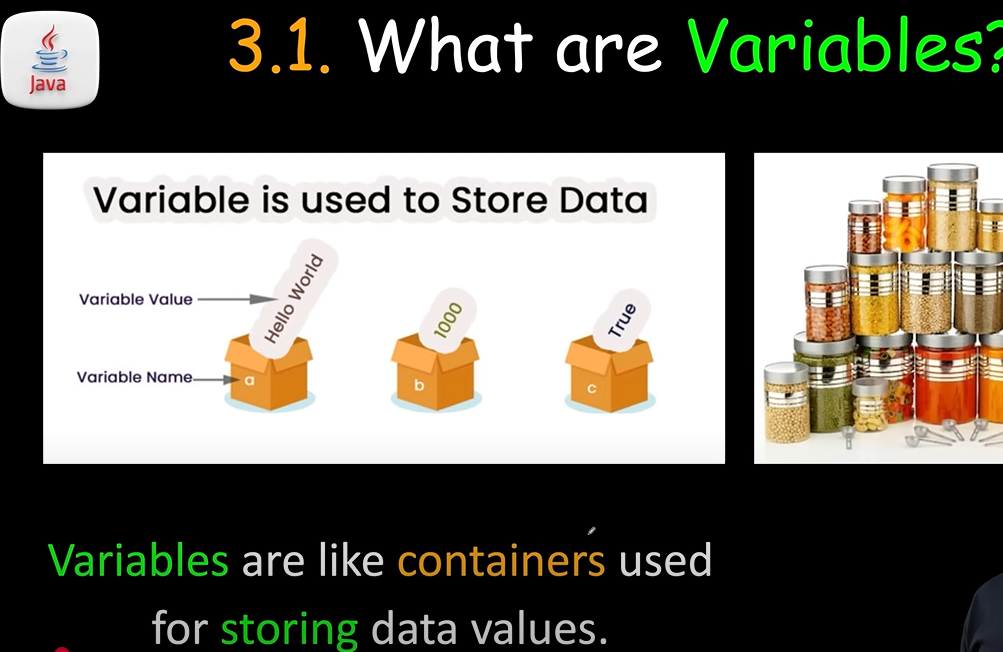 Java
3.1. What are Variables?
Variable is used to Store Data
Variable Value
Hello World
1000
True
Variable Name
a
b
c
Variables are like containers used
for storing data values.